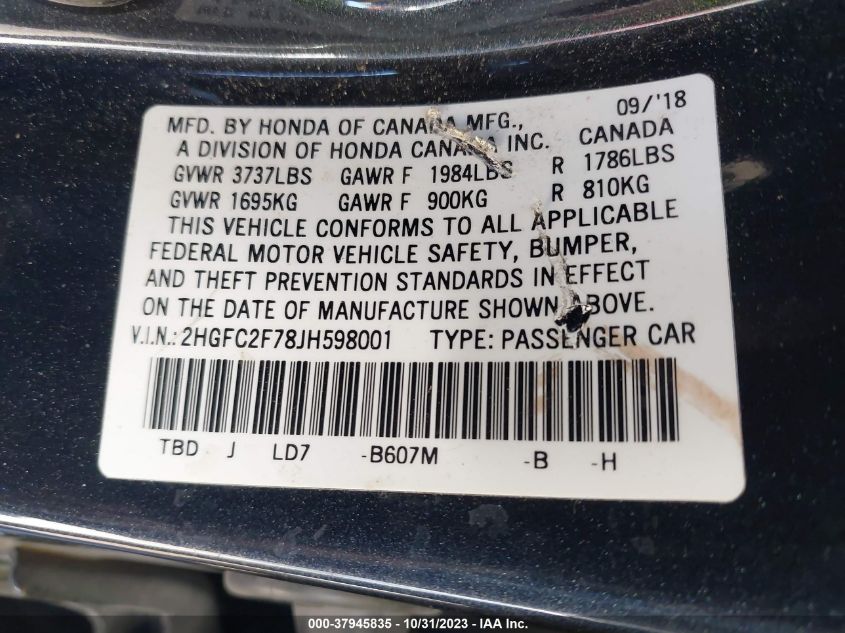 09/'18
MFD. BY HONDA OF CANADA MFG.,
A DIVISION OF HONDA CANADA INC. CANADA
GVWR 3737LBS GAWR F 1984LBS R 1786LBS
GVWR 1695KG GAWR F 900KG R 810KG
THIS VEHICLE CONFORMS TO ALL APPLICABLE
FEDERAL MOTOR VEHICLE SAFETY, BUMPER,
AND THEFT PREVENTION STANDARDS IN EFFECT
ON THE DATE OF MANUFACTURE SHOWN ABOVE.
V.I.N.: 2HGFC2F78JH598001 TYPE: PASSENGER CAR
TBD J LD7 -B607M -B -H
000-37945835 - 10/31/2023 - IAA Inc.